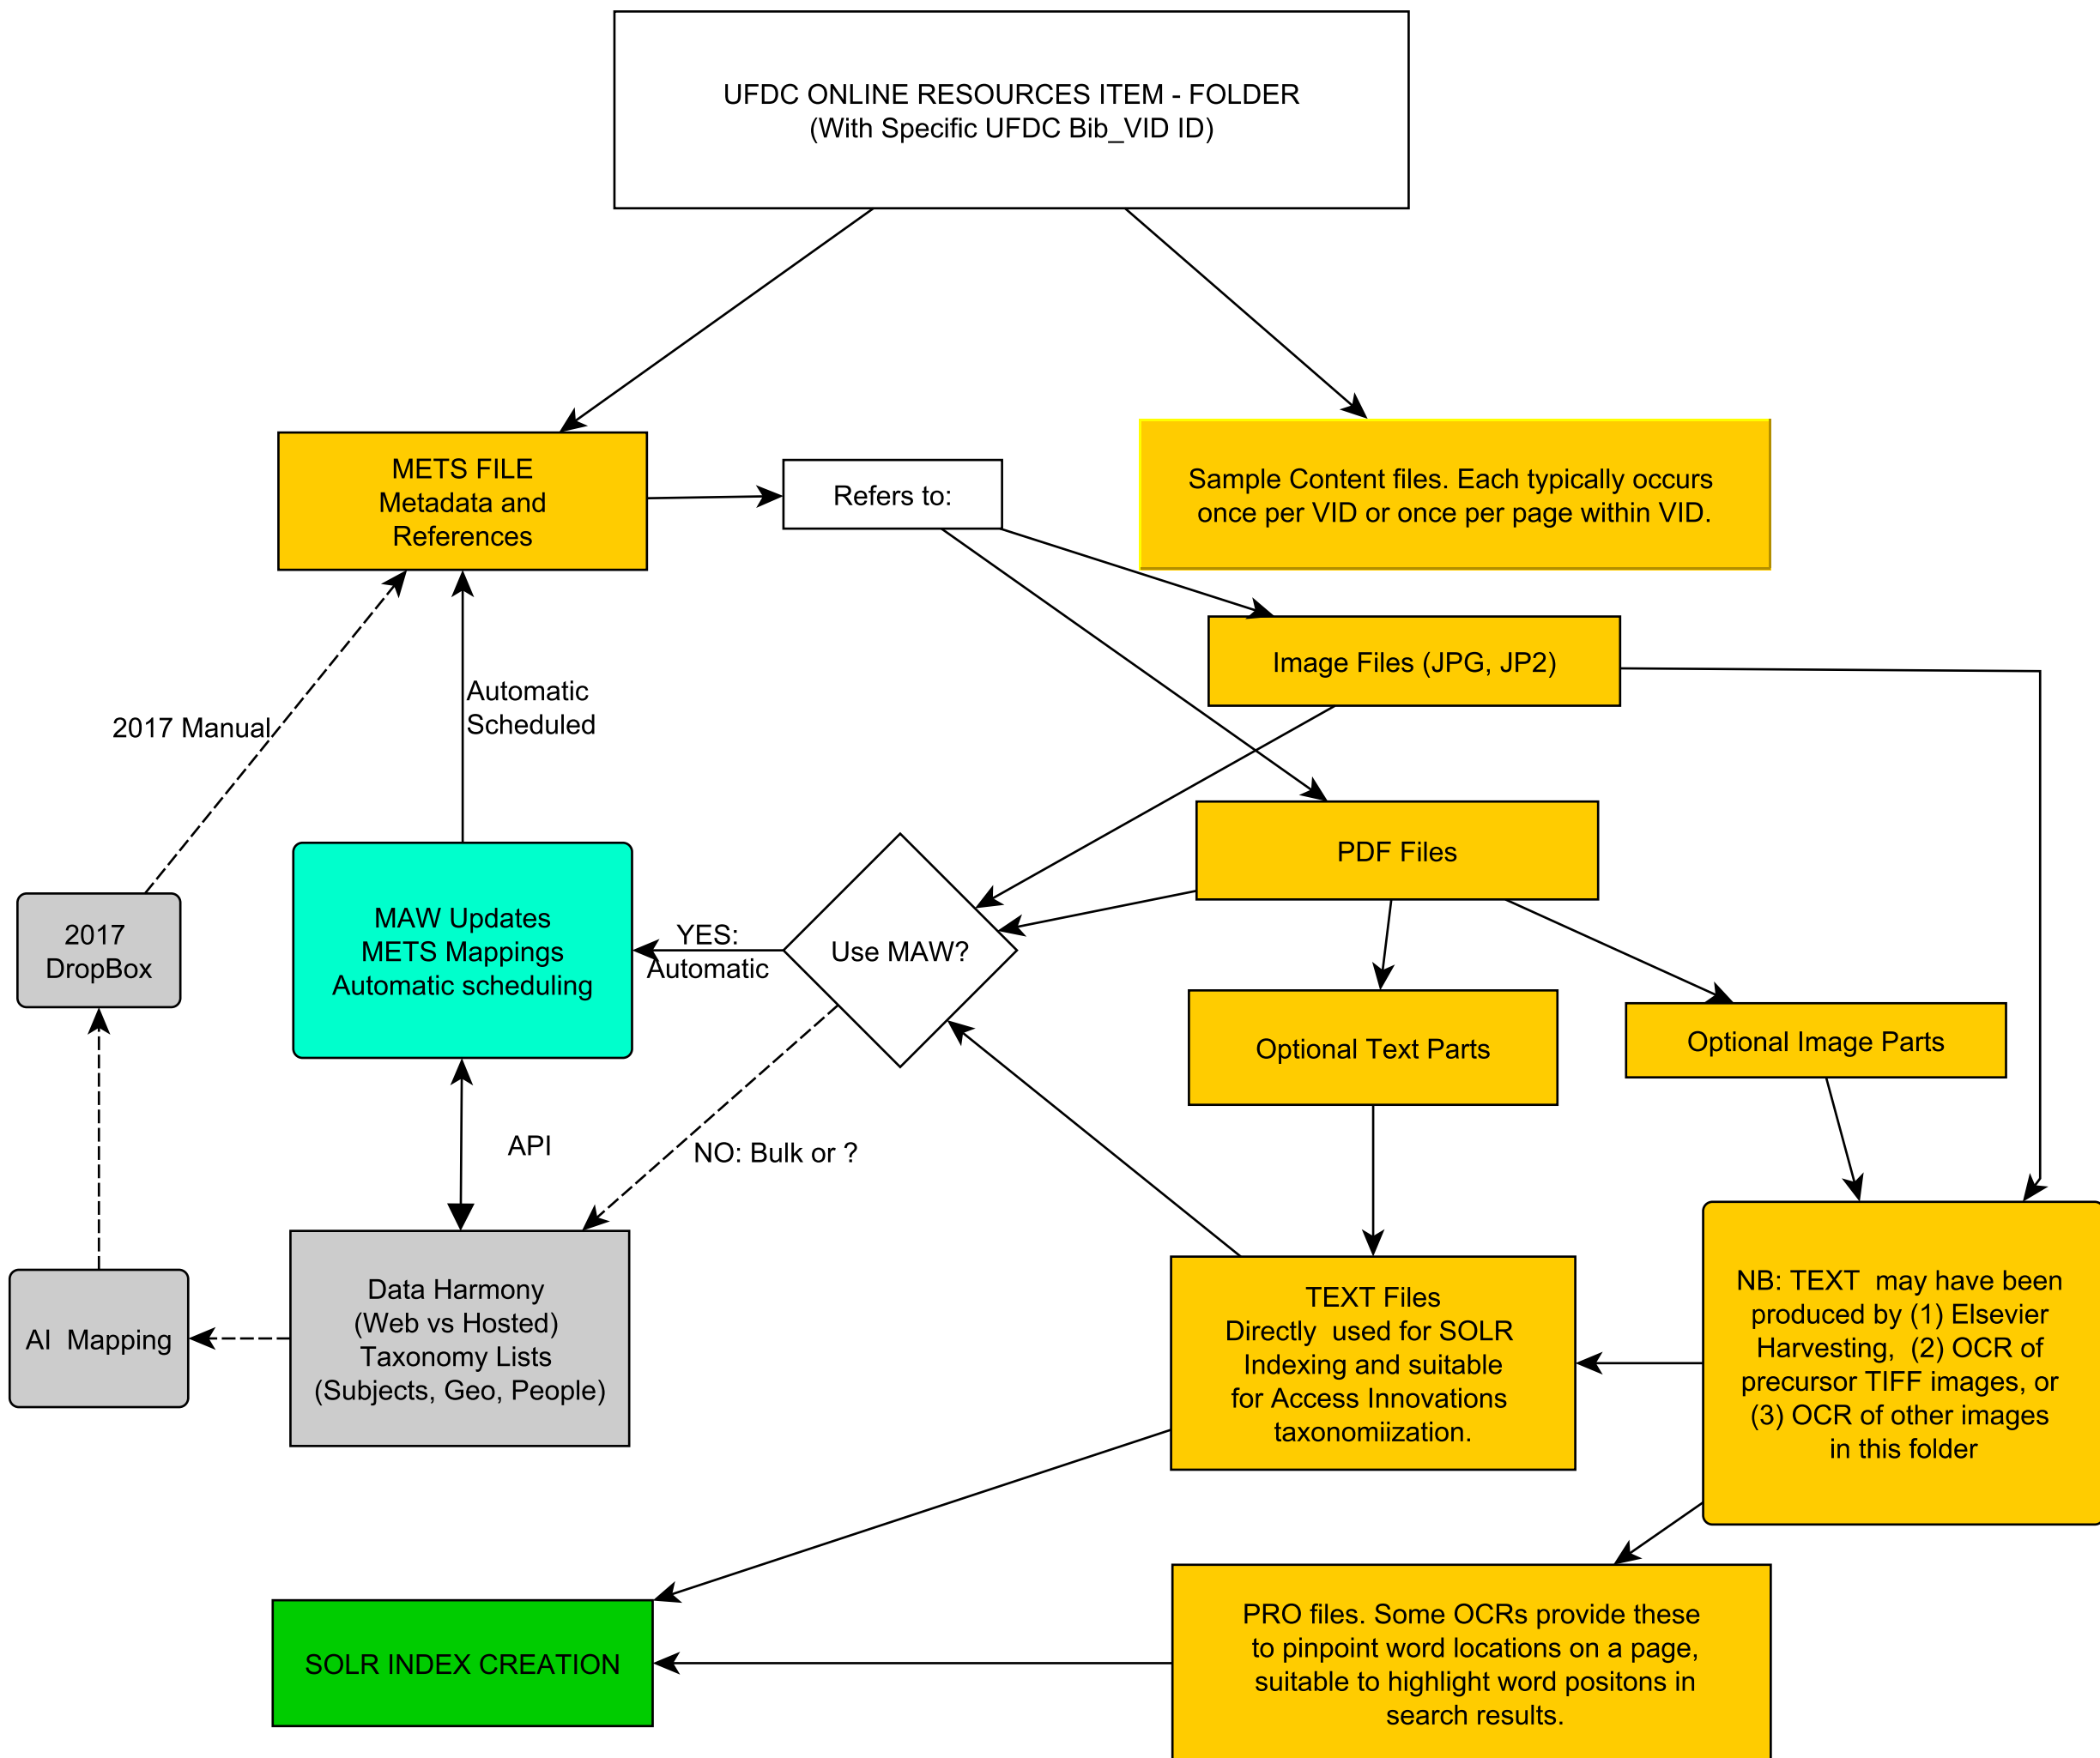 UFDC ONLINE RESOURCES ITEM - FOLDER
(With Specific UFDC Bib_VID ID)
METS FILE
Metadata and
References
Refers to:
Sample Content files. Each typically occurs
once per VID or once per page within VID.
Image Files (JPG, JP2)
Automatic
Scheduled
2017 Manual
PDF Files
MAW Updates
METS Mappings
Automatic scheduling
YES:
Automatic
Use MAW?
2017
DropBox
Optional Text Parts
Optional Image Parts
API
NO: Bulk or ?
AI  Mapping
Data Harmony
(Web vs Hosted)
Taxonomy Lists
(Subjects, Geo, People)
TEXT Files
Directly  used for SOLR
Indexing and suitable
for Access Innovations
taxonomiization.
NB: TEXT  may have been
produced by (1) Elsevier
Harvesting,  (2) OCR of
precursor TIFF images, or
(3) OCR of other images
in this folder
SOLR INDEX CREATION
PRO files. Some OCRs provide these
to pinpoint word locations on a page,
suitable to highlight word positons in
search results.